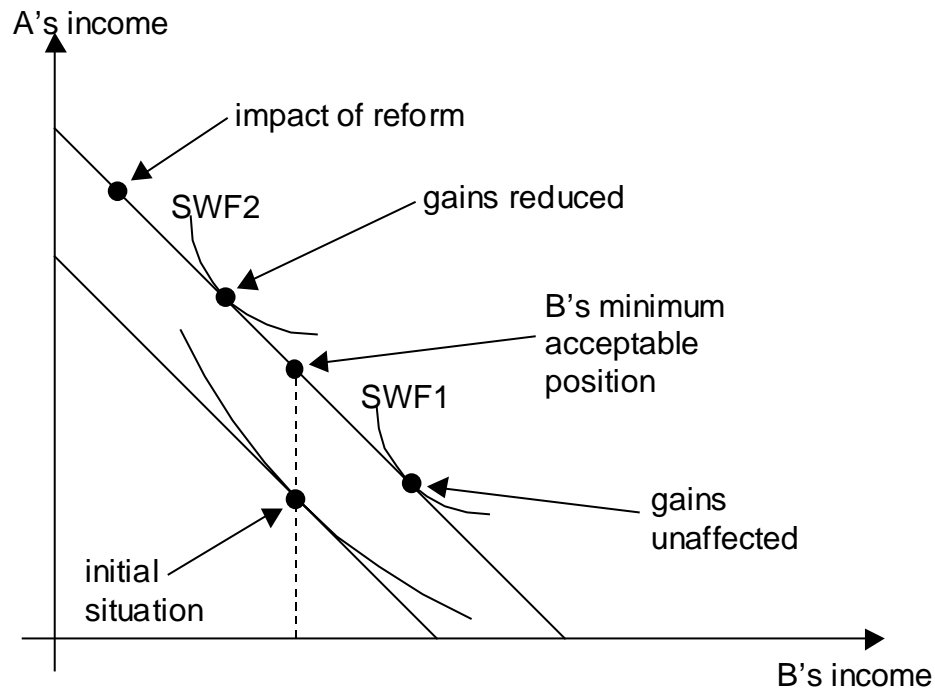 A's income
impact of reform
SWF2
gains reduced
B's minimum
acceptable
position
SWF1
gains
unaffected
initial
situation
B's income